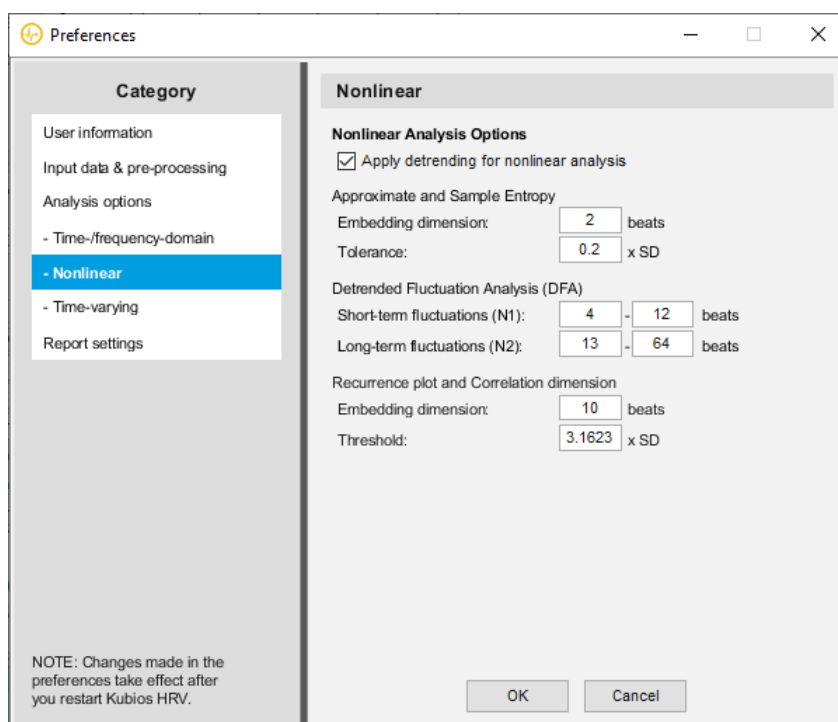 Preferences
Category
User information
Input data & pre-processing
Analysis options
- Time-/frequency-domain
- Nonlinear
- Time-varying
Report settings
NOTE: Changes made in the
preferences take effect after
you restart Kubios HRV.
Nonlinear
Nonlinear Analysis Options
Apply detrending for nonlinear analysis
Approximate and Sample Entropy
Embedding dimension: 2 beats
Tolerance: 0.2 x SD
Detrended Fluctuation Analysis (DFA)
Short-term fluctuations (N1): 4 - 12 beats
Long-term fluctuations (N2): 13 - 64 beats
Recurrence plot and Correlation dimension
Embedding dimension: 10 beats
Threshold: 3.1623 x SD
OK Cancel